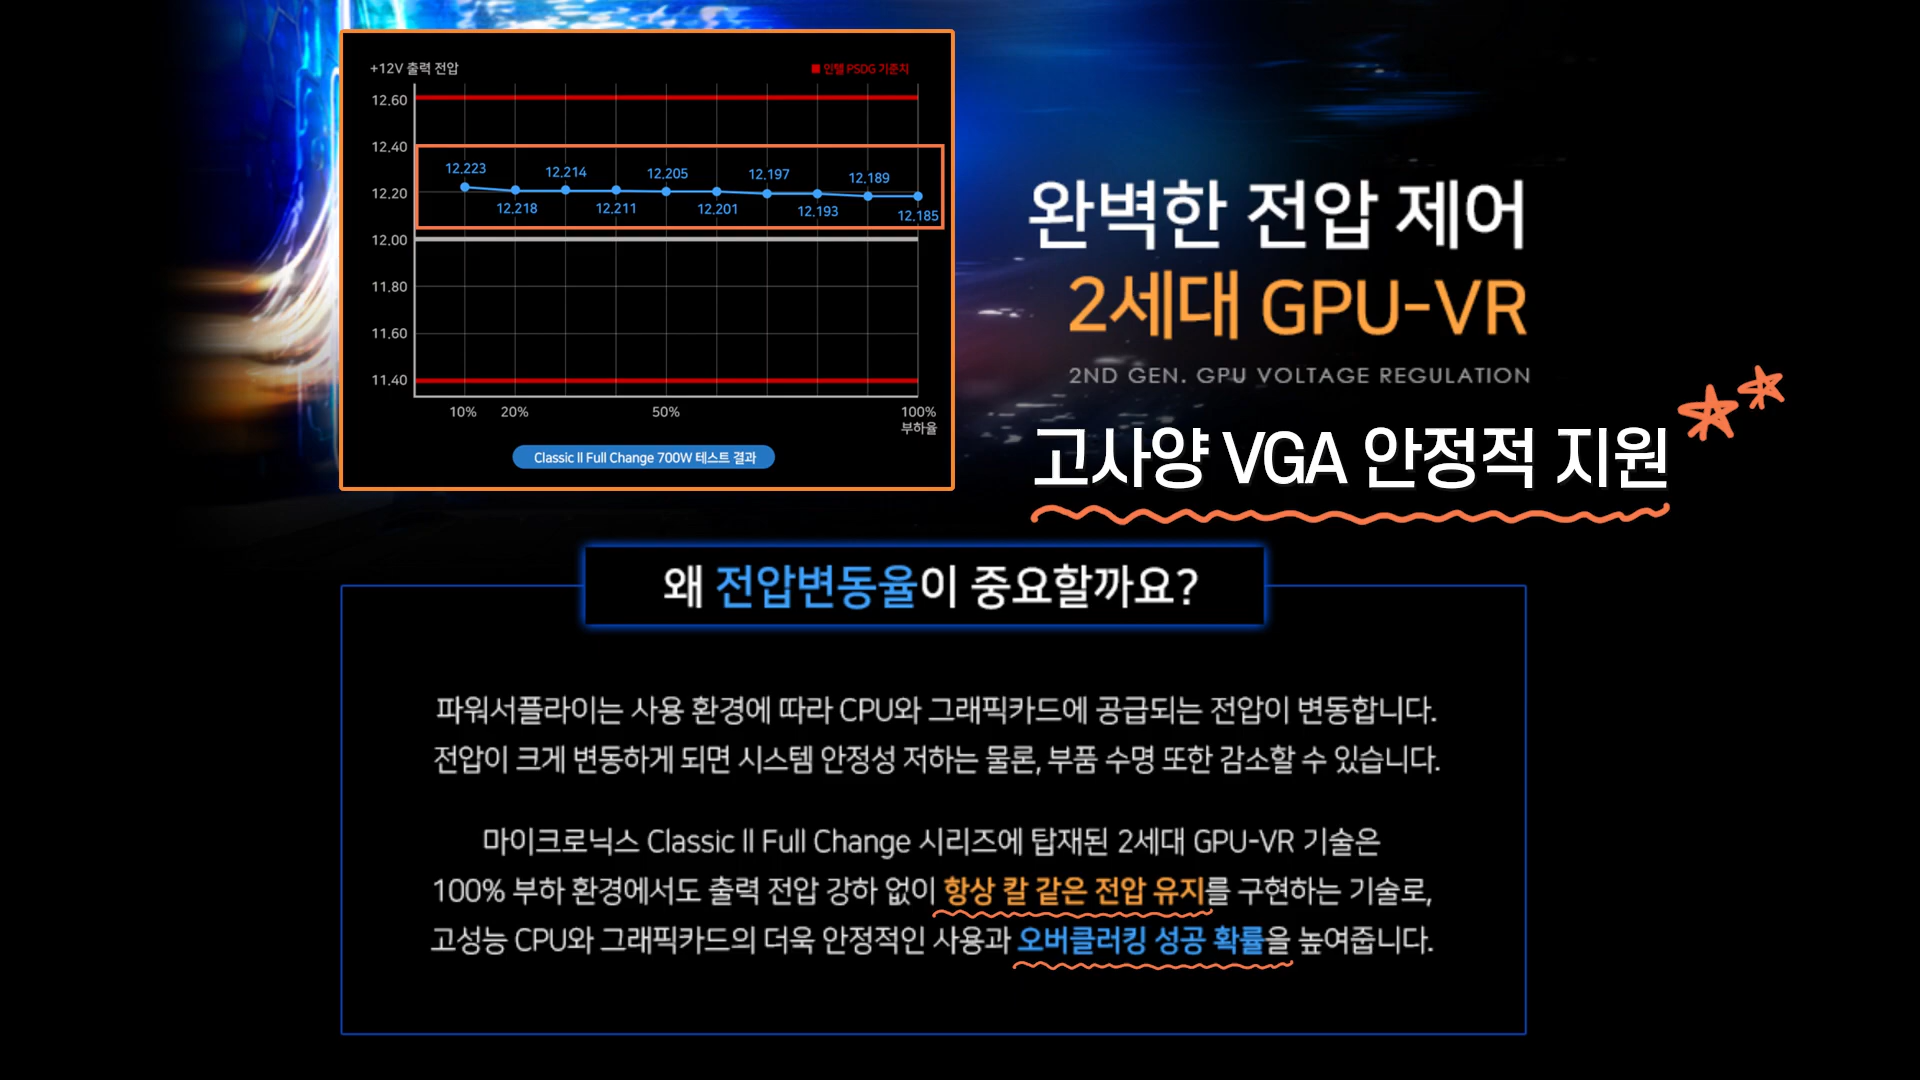 +12V 출력 전압
■ 인텔 PSDG 기준치
12.60
12.40
12.223
12.214
12.205
12.197
12.189
12.20
12.218
12.211
12.201
12.193
12.185
12.00
11.80
11.60
11.40
10%
20%
50%
100%
부하율
Classic ll Full Change 700W 테스트 결과
완벽한 전압 제어
2세대 GPU-VR
2ND GEN. GPU VOLTAGE REGULATION
고사양 VGA 안정적 지원
왜 전압변동율이 중요할까요?
파워서플라이는 사용 환경에 따라 CPU와 그래픽카드에 공급되는 전압이 변동합니다.
전압이 크게 변동하게 되면 시스템 안정성 저하는 물론, 부품 수명 또한 감소할 수 있습니다.
마이크로닉스 Classic ll Full Change 시리즈에 탑재된 2세대 GPU-VR 기술은
100% 부하 환경에서도 출력 전압 강하 없이 항상 칼 같은 전압 유지를 구현하는 기술로,
고성능 CPU와 그래픽카드의 더욱 안정적인 사용과 오버클러킹 성공 확률을 높여줍니다.